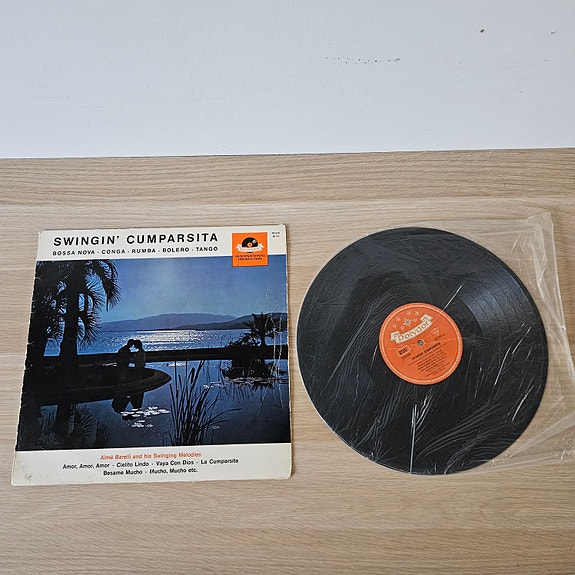 SWINGIN' CUMPARSITA
BOSSA NOVA - CONGA - RUMBA - BOLERO - TANGO
INTERNATIONAL
Aimé Barelli and his Swinging Melodies
Amor, Amor, Amor - Cielito Lindo - Vaya Con Dios - La Cumparsita
Besame Mucho - Mucho, Mucho etc.
Polydor